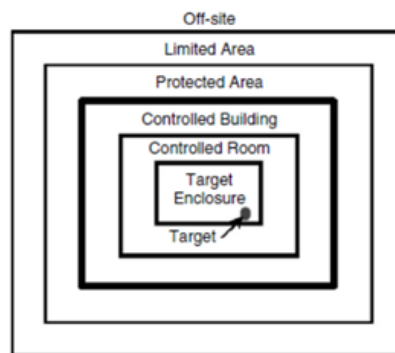 Off-site
Limited Area
Protected Area
Controlled Building
Controlled Room
Target
Enclosure
Target